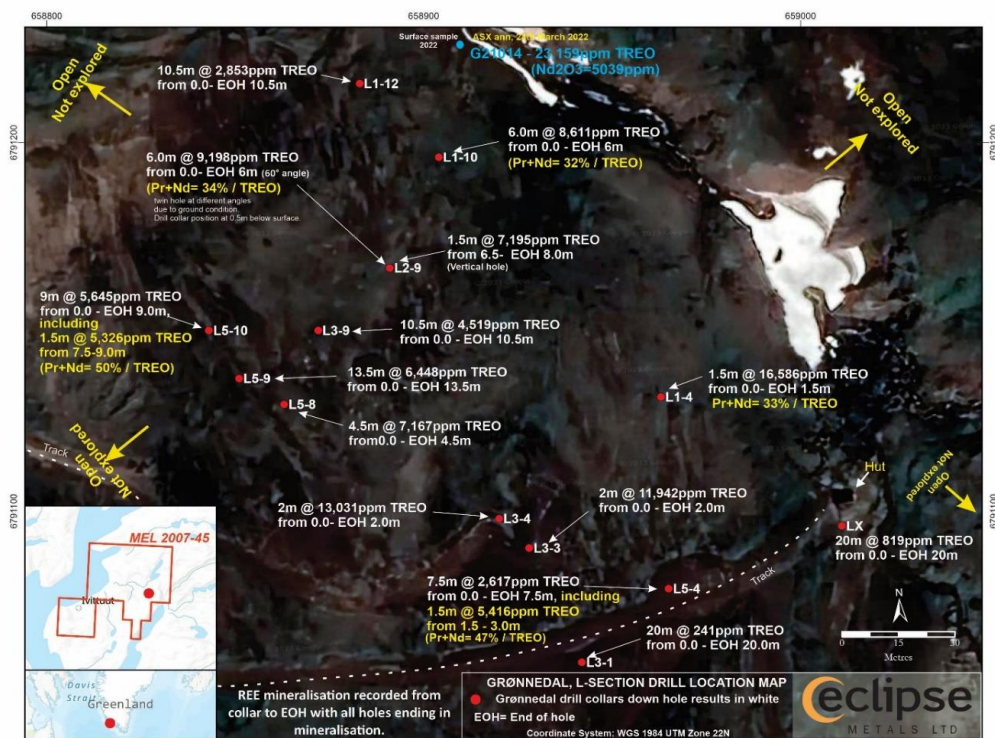 658800
658900
659000
Surface sample
2022
ASX ann. 24th March 2022
G21014 - 23,159ppm TREO
(Nd2O3=5039ppm)
Open
Not explored
10.5m @ 2,853ppm TREO
from 0.0- EOH 10.5m
L1-12
Open
Not explored
6791200
6791200
6.0m @ 8,611ppm TREO
from 0.0- EOH 6m
(Pr+Nd= 32% / TREO)
L1-10
6.0m @ 9,198ppm TREO
from 0.0- EOH 6m (60° angle)
(Pr+Nd= 34% / TREO)
twin hole at different angles
due to ground condition.
Drill collar position at 0.5m below surface.
1.5m @ 7,195ppm TREO
from 6.5- EOH 8.0m
(Vertical hole)
L2-9
9m @ 5,645ppm TREO
from 0.0 - EOH 9.0m,
including
1.5m @ 5,326ppm TREO
from 7.5-9.0m
(Pr+Nd= 50% / TREO)
L5-10
L3-9
10.5m @ 4,519ppm TREO
from 0.0 - EOH 10.5m
L5-9
13.5m @ 6,448ppm TREO
from 0.0 - EOH 13.5m
L5-8
4.5m @ 7,167ppm TREO
from0.0 - EOH 4.5m
1.5m @ 16,586ppm TREO
from 0.0- EOH 1.5m
Pr+Nd= 33% / TREO
L1-4
Track
Open
Not explored
Hut
Not explored
Open
6791100
6791100
2m @ 13,031ppm TREO
from 0.0- EOH 2.0m
L3-4
2m @ 11,942ppm TREO
from 0.0- EOH 2.0m
L3-3
LX
20m @ 819ppm TREO
from 0.0 - EOH 20m
7.5m @ 2,617ppm TREO
from 0.0 - EOH 7.5m, including
1.5m @ 5,416ppm TREO
from 1.5 - 3.0m
(Pr+Nd= 47% / TREO)
L5-4
Track
20m @ 241ppm TREO
from 0.0 - EOH 20.0m
L3-1
N
0 15 30
Metres
MEL 2007-45
Ivittuut
Davis
Strait
Greenland
REE mineralisation recorded from
collar to EOH with all holes ending in
mineralisation.
GRØNNEDAL, L-SECTION DRILL LOCATION MAP
Grønnedal drill collars down hole results in white
EOH= End of hole
Coordinate System: WGS 1984 UTM Zone 22N
eclipse
METALS LTD